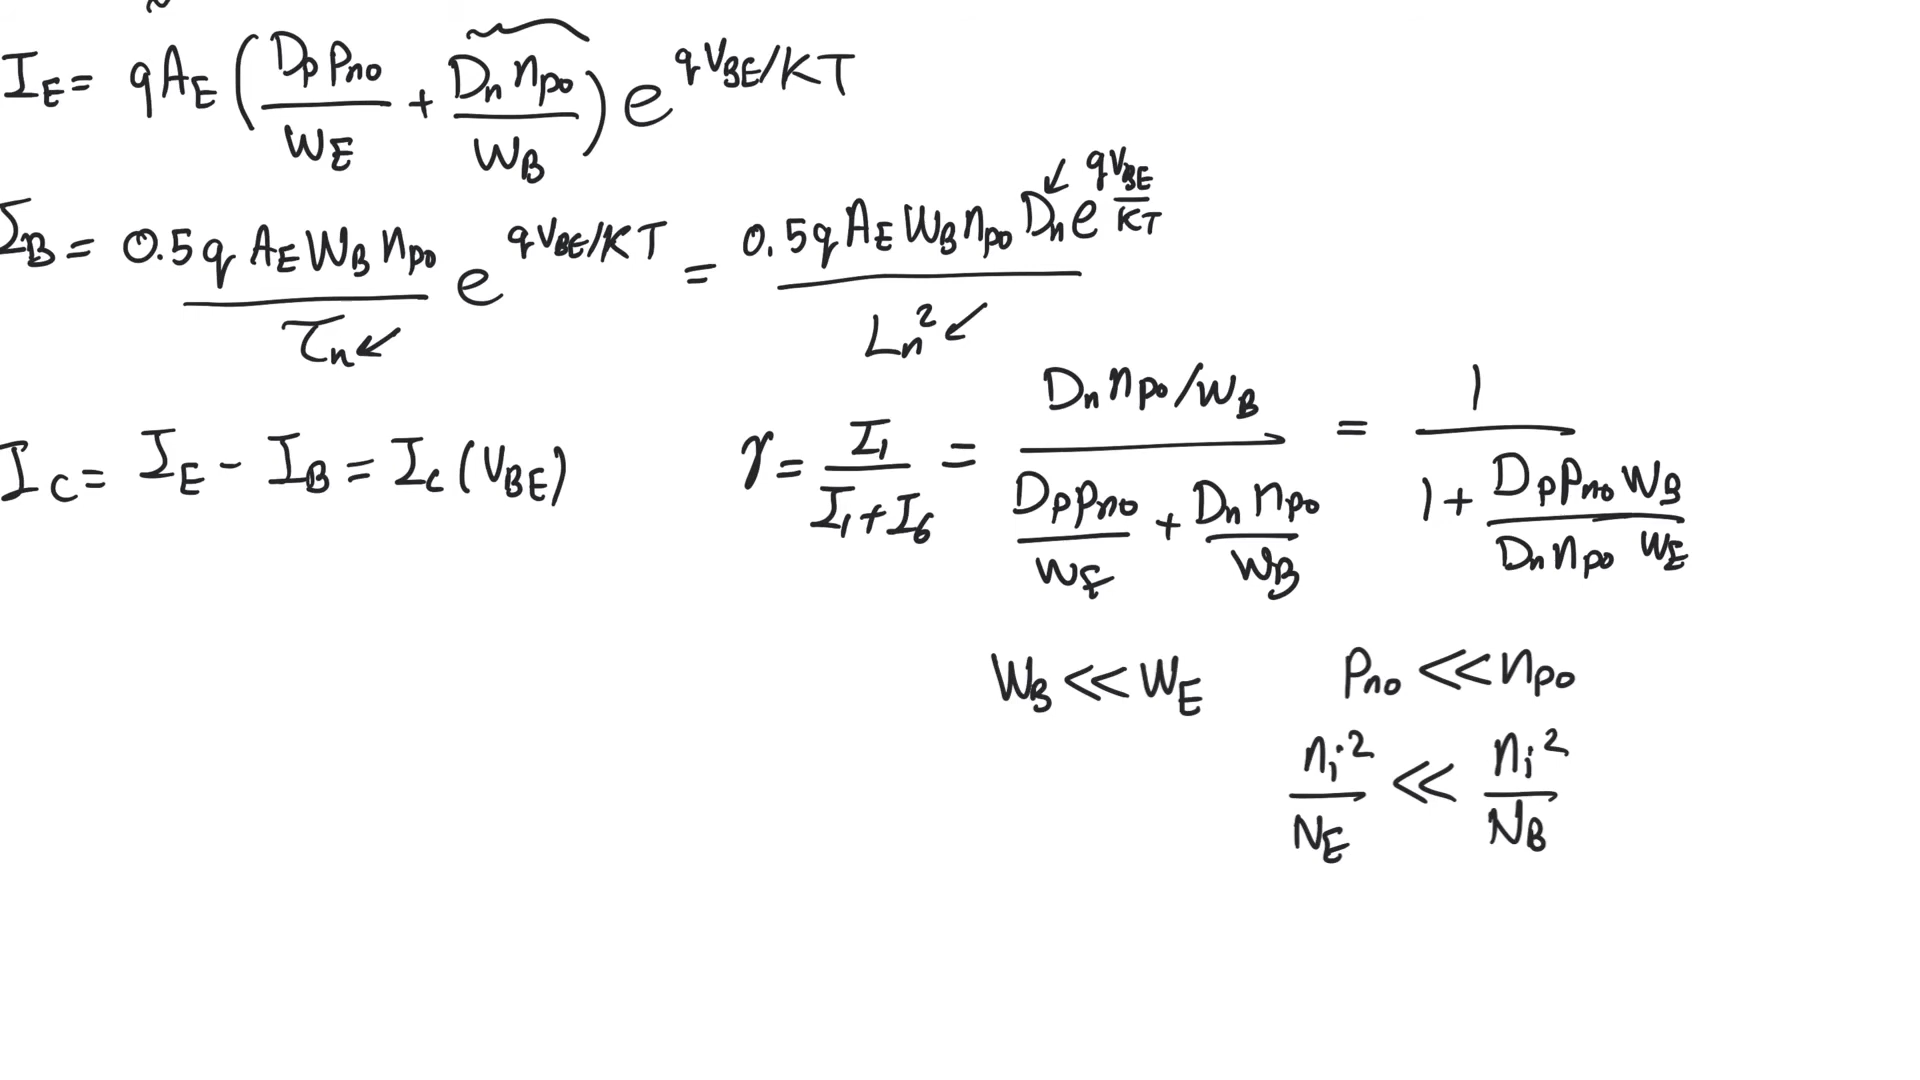 I_E = qA_E (D_p p_no / W_E + D_n n_po / W_B) e^{qV_BE/KT}
I_B = 0.5 q A_E W_B n_po / τ_n e^{qV_BE/KT} = 0.5 q A_E W_B n_po D_n e^{qV_BE/KT} / L_n^2
I_C = I_E - I_B = I_C (V_BE)
γ = I_1 / (I_1 + I_6) = (D_n n_po / W_B) / (D_p p_no / W_E + D_n n_po / W_B) = 1 / (1 + D_p p_no W_B / D_n n_po W_E)
W_B ≪ W_E p_no ≪ n_po
n_i^2 / N_E ≪ n_i^2 / N_B